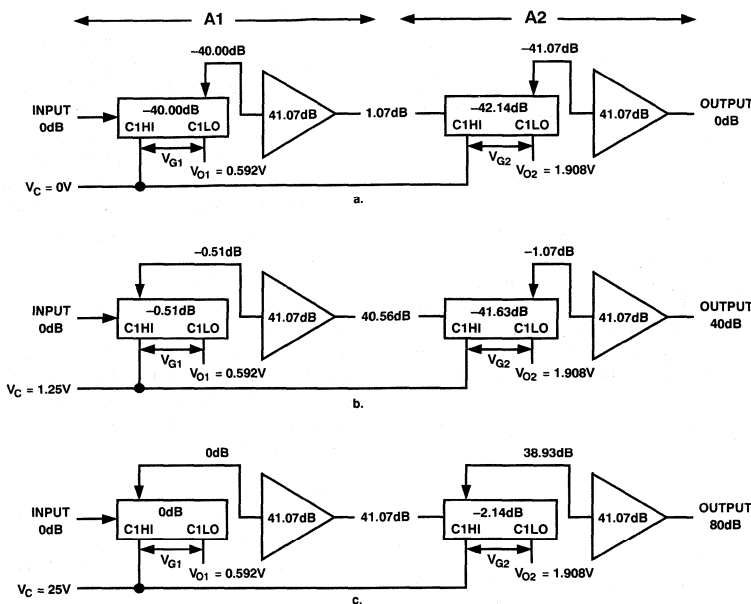 A1 A2
–40.00dB –41.07dB
INPUT
0dB
–40.00dB
C1HI C1LO
41.07dB
1.07dB
–42.14dB
C1HI C1LO
41.07dB
OUTPUT
0dB
VG1
VO1 = 0.592V
VG2
VO2 = 1.908V
VC = 0V
a.
–0.51dB –1.07dB
INPUT
0dB
–0.51dB
C1HI C1LO
41.07dB
40.56dB
–41.63dB
C1HI C1LO
41.07dB
OUTPUT
40dB
VG1
VO1 = 0.592V
VG2
VO2 = 1.908V
VC = 1.25V
b.
0dB 38.93dB
INPUT
0dB
0dB
C1HI C1LO
41.07dB
41.07dB
–2.14dB
C1HI C1LO
41.07dB
OUTPUT
80dB
VG1
VO1 = 0.592V
VG2
VO2 = 1.908V
VC = 25V
c.